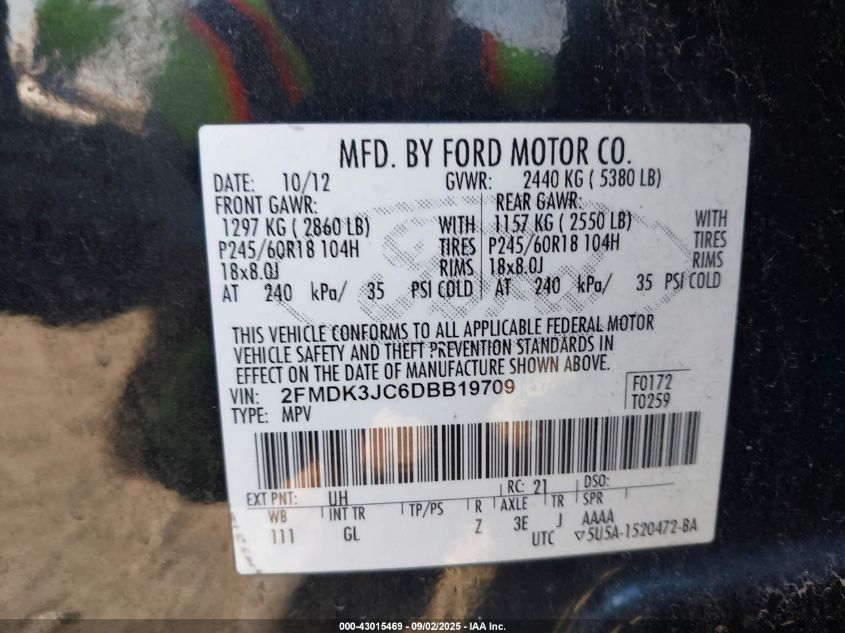 MFD. BY FORD MOTOR CO.
DATE: 10/12 GVWR: 2440 KG ( 5380 LB)
FRONT GAWR: REAR GAWR:
1297 KG ( 2860 LB) WITH 1157 KG ( 2550 LB) WITH
P245/60R18 104H TIRES P245/60R18 104H TIRES
18x8.0J RIMS 18x8.0J RIMS
AT 240 kPa/ 35 PSI COLD AT 240 kPa/ 35 PSI COLD
THIS VEHICLE CONFORMS TO ALL APPLICABLE FEDERAL MOTOR
VEHICLE SAFETY AND THEFT PREVENTION STANDARDS IN
EFFECT ON THE DATE OF MANUFACTURE SHOWN ABOVE.
VIN: 2FMDK3JC6DBB19709 F0172
TYPE: MPV T0259
EXT PNT: UH RC: 21 DSO:
WB INT TR TP/PS R AXLE TR SPR
111 GL Z 3E J AAAA
UTC ▽5U5A-1520472-BA
000-43015469 - 09/02/2025 - IAA Inc.